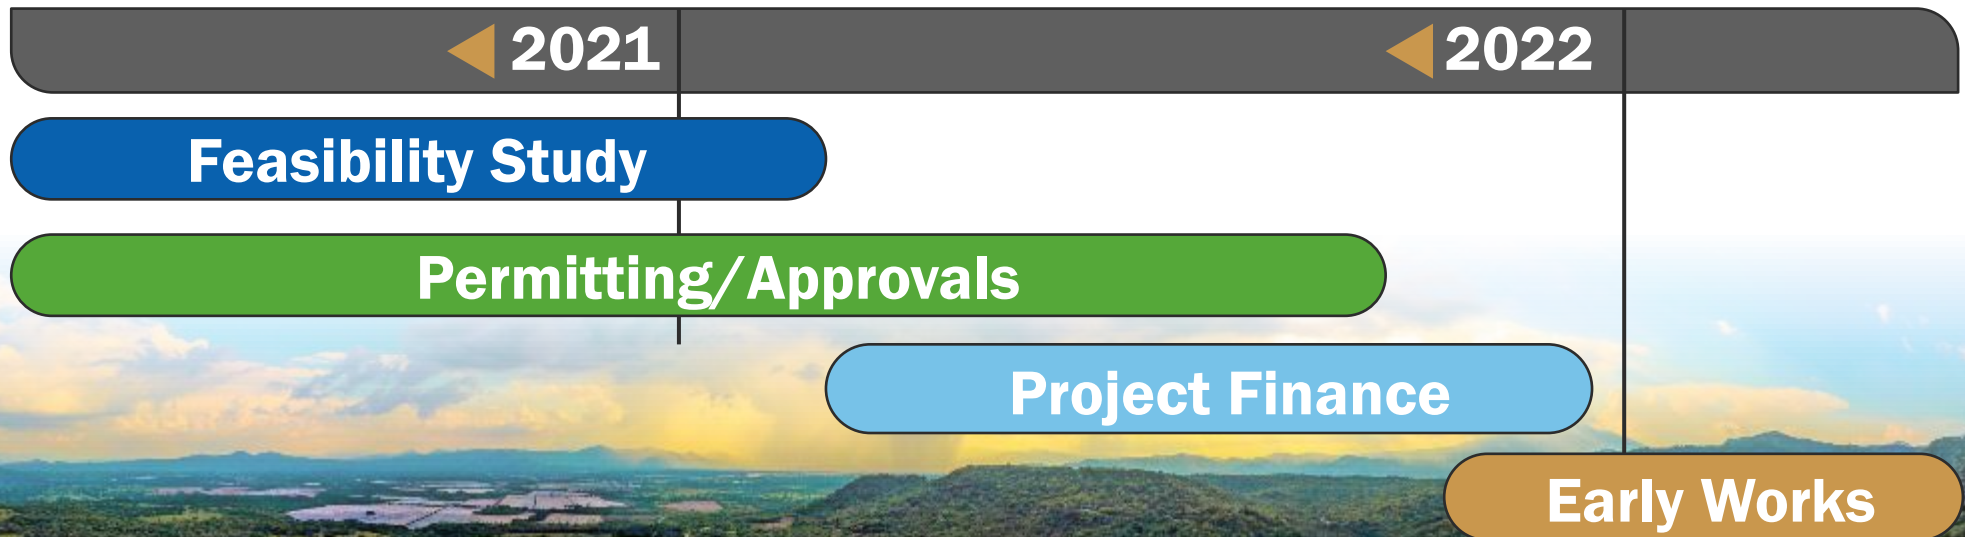 2021 2022
Feasibility Study
Permitting/Approvals
Project Finance
Early Works